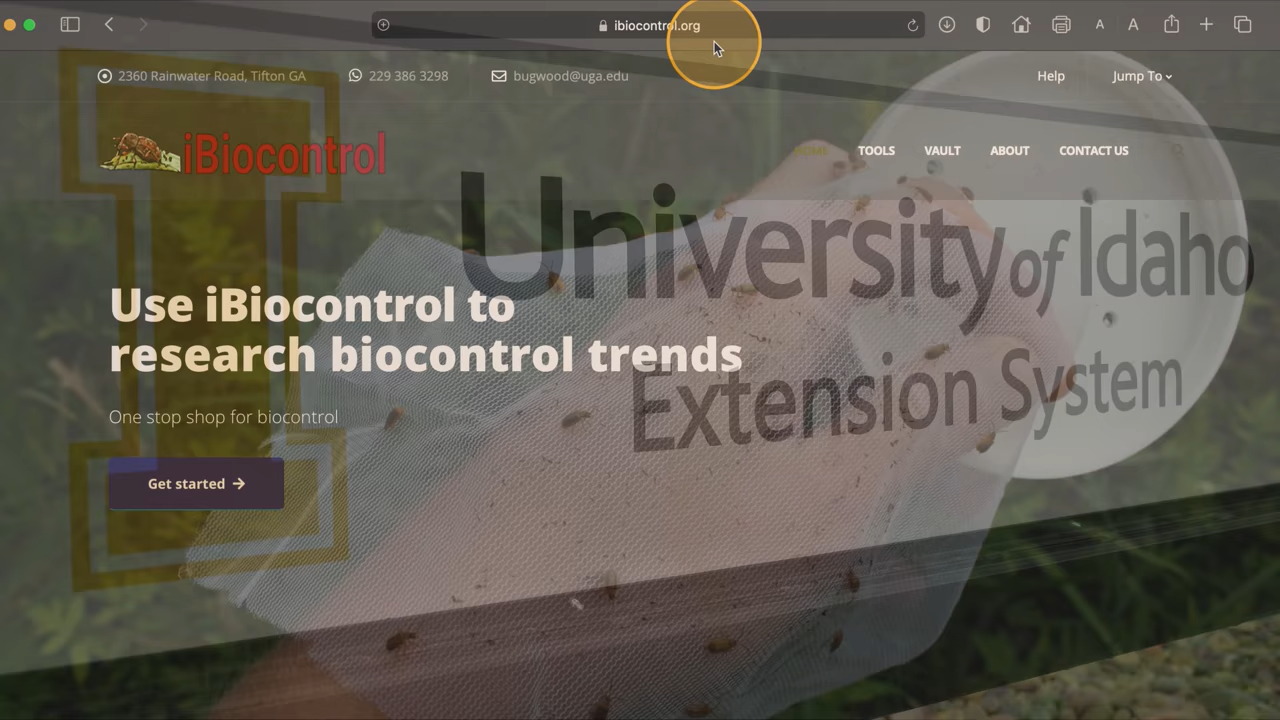 ibiocontrol.org
A A
2360 Rainwater Road, Tifton GA 229 386 3298 bugwood@uga.edu Help Jump To
iBiocontrol
HOME TOOLS VAULT ABOUT CONTACT US
University of Idaho
Extension System
Use iBiocontrol to
research biocontrol trends
One stop shop for biocontrol
Get started
I